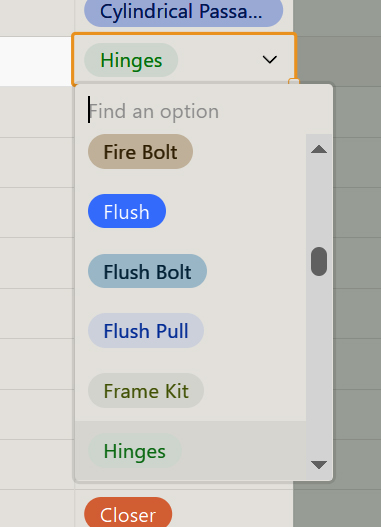 Cylindrical Passa...
Hinges
Find an option
Fire Bolt
Flush
Flush Bolt
Flush Pull
Frame Kit
Hinges
Closer